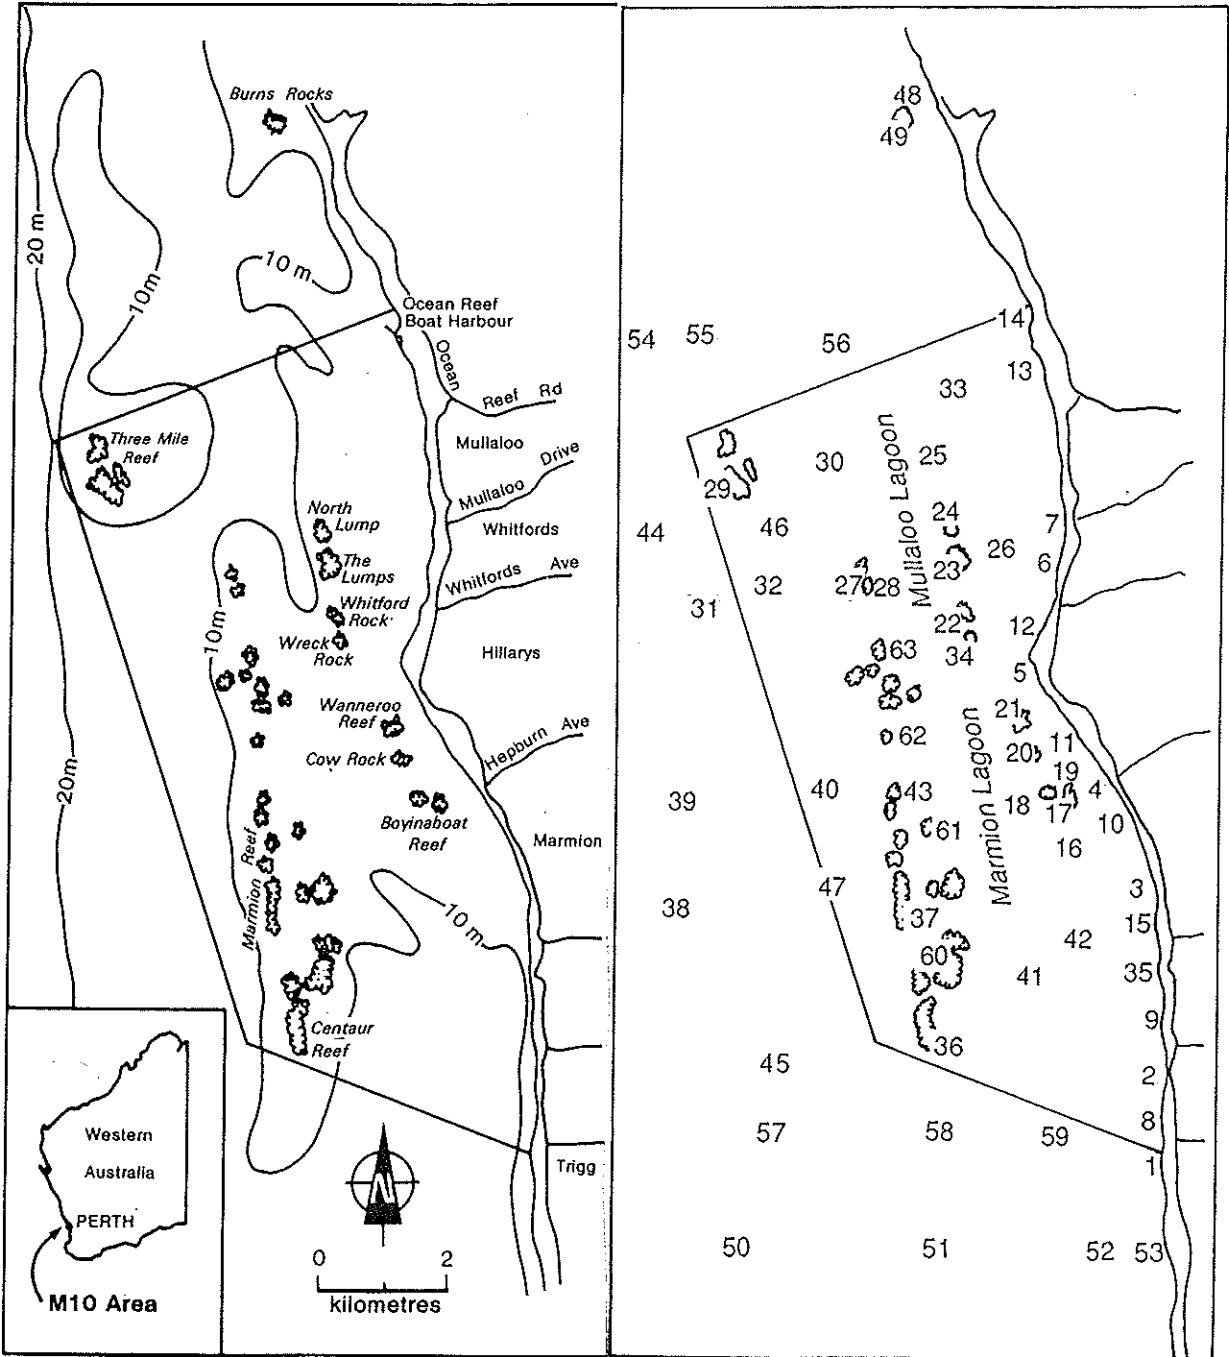 Burns Rocks
20 m
10m
10 m
Ocean Reef
Boat Harbour
Ocean
Reef Rd
Three Mile
Reef
Mullaloo
Mullaloo Drive
North
Lump
Whitfords
The
Lumps
Whitfords Ave
Whitford
Rock
10m
Wreck
Rock
Hillarys
Wanneroo
Reef
Hepburn Ave
Cow Rock
20m
Boyinaboat
Reef
Marmion
Marmion Reef
10 m
Centaur
Reef
Trigg
Western
Australia
PERTH
M10 Area
N
0 2
kilometres
48
49
14
54 55 56
13
33
Mullaloo Lagoon
30 25
29
24 7
44 46
26 6
23
32 27 28
31
22 12
63 34 5
21
62 20 11
Marmion Lagoon
19
39 40 43 18 17 4
61 10
16
47 3
38 37 15
42
60 41 35
9
36
45 2
8
57 58 59
1
50 51 52 53